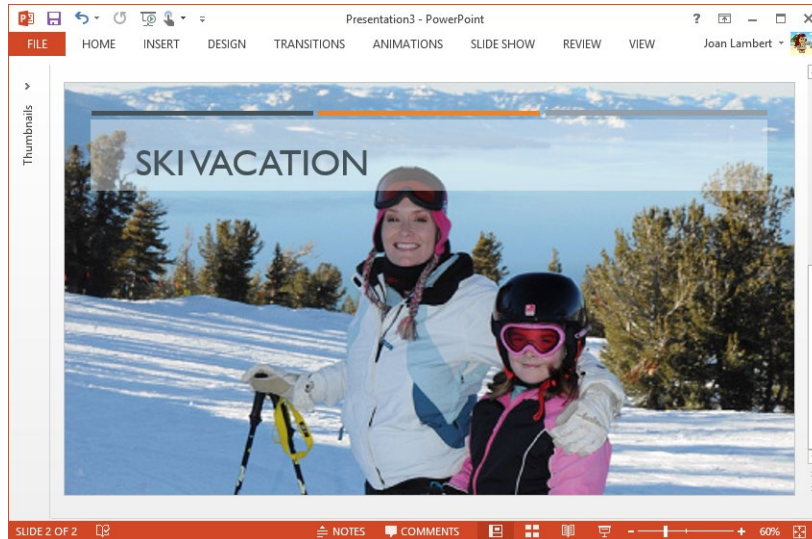 Presentation3 - PowerPoint
FILE HOME INSERT DESIGN TRANSITIONS ANIMATIONS SLIDE SHOW REVIEW VIEW Joan Lambert
Thumbnails
SKI VACATION
SLIDE 2 OF 2 NOTES COMMENTS 60%